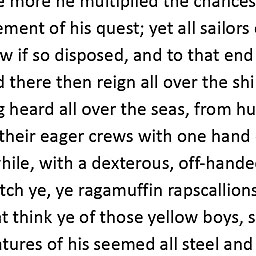 more he multiplied the chances
ement of his quest; yet all sailors
w if so disposed, and to that end
there then reign all over the shi
heard all over the seas, from hu
their eager crews with one hand
hile, with a dexterous, off-hande
tch ye, ye ragamuffin rapscallions
t think ye of those yellow boys, s
tures of his seemed all steel and